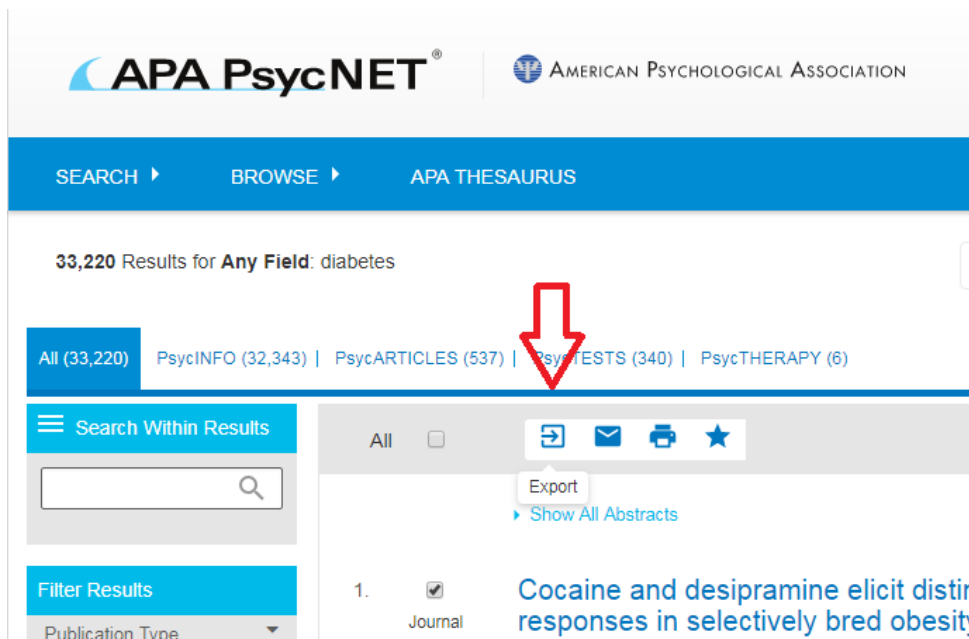 APA PsycNET®
AMERICAN PSYCHOLOGICAL ASSOCIATION
SEARCH
BROWSE
APA THESAURUS
33,220 Results for Any Field: diabetes
All (33,220) PsycINFO (32,343) | PsycARTICLES (537) | PsycTESTS (340) | PsycTHERAPY (6)
Search Within Results
All
Export
Show All Abstracts
Filter Results
Publication Type
1.
Journal
Cocaine and desipramine elicit distin
responses in selectively bred obesity